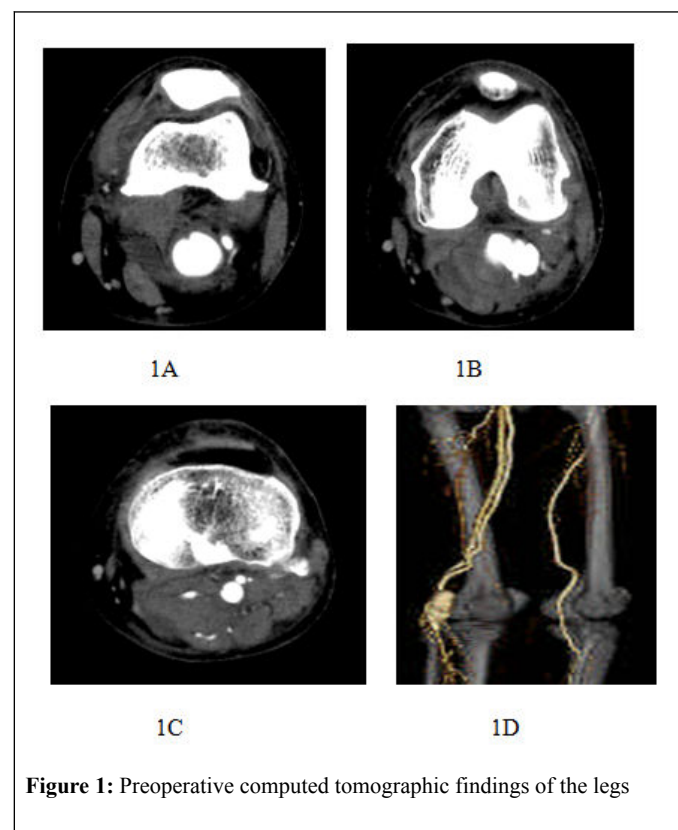 1A
1B
1C
1D
Figure 1: Preoperative computed tomographic findings of the legs